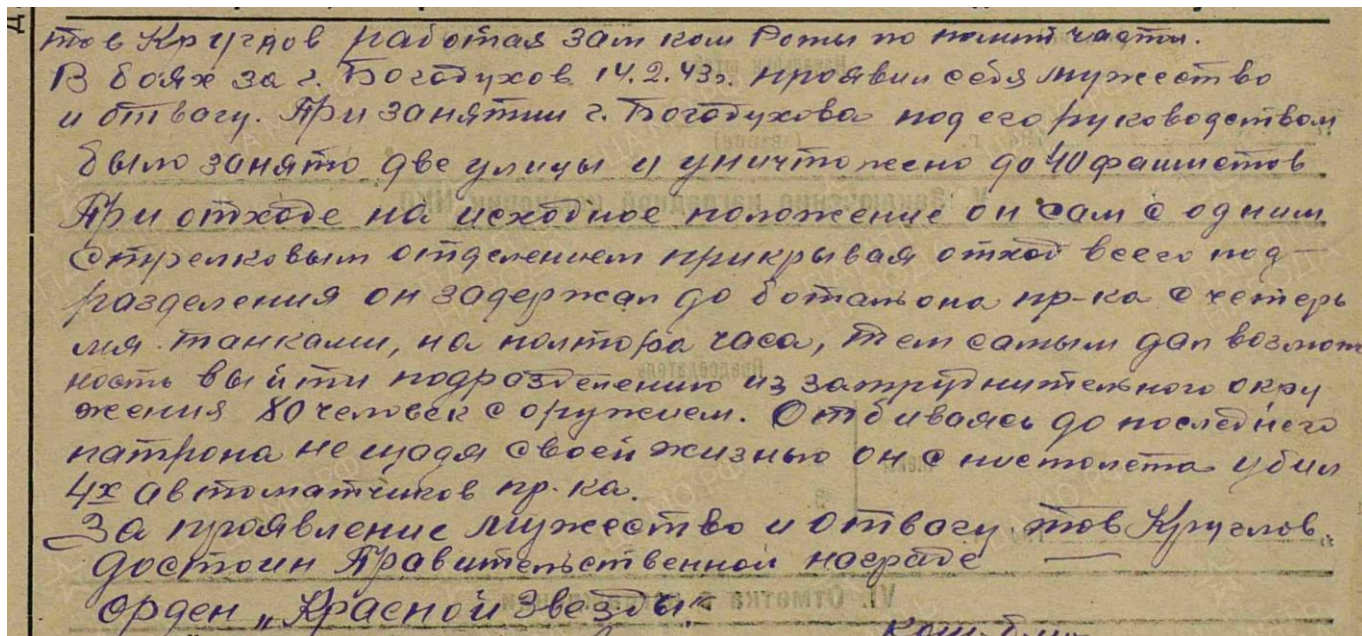 тов Круглов работая зам ком Роты по полит части.
В боях за г. Богодухов 14.2.43г. проявил себя мужество
и отвагу. При занятии г. Богодухова под его руководством
было занято две улицы и уничтожено до 40 фашистов
При отходе на исходное положение он сам с одним
стрелковым отделением прикрывая отход всего под-
разделения он задержал до ботальона пр-ка с четерь
мя танками, на полтора часа, тем самым дал возмож
ность выйти подразделению из затруднительного окру
жения 80 человек с оружием. Отбиваясь до последнего
патрона не щадя своей жизнью он с пистолета убил
4х автоматчиков пр-ка.
За проявление мужество и отвагу тов Круглов
достоин Правительственной награде —
орден „Красной Звезды"
VI. Отметка о